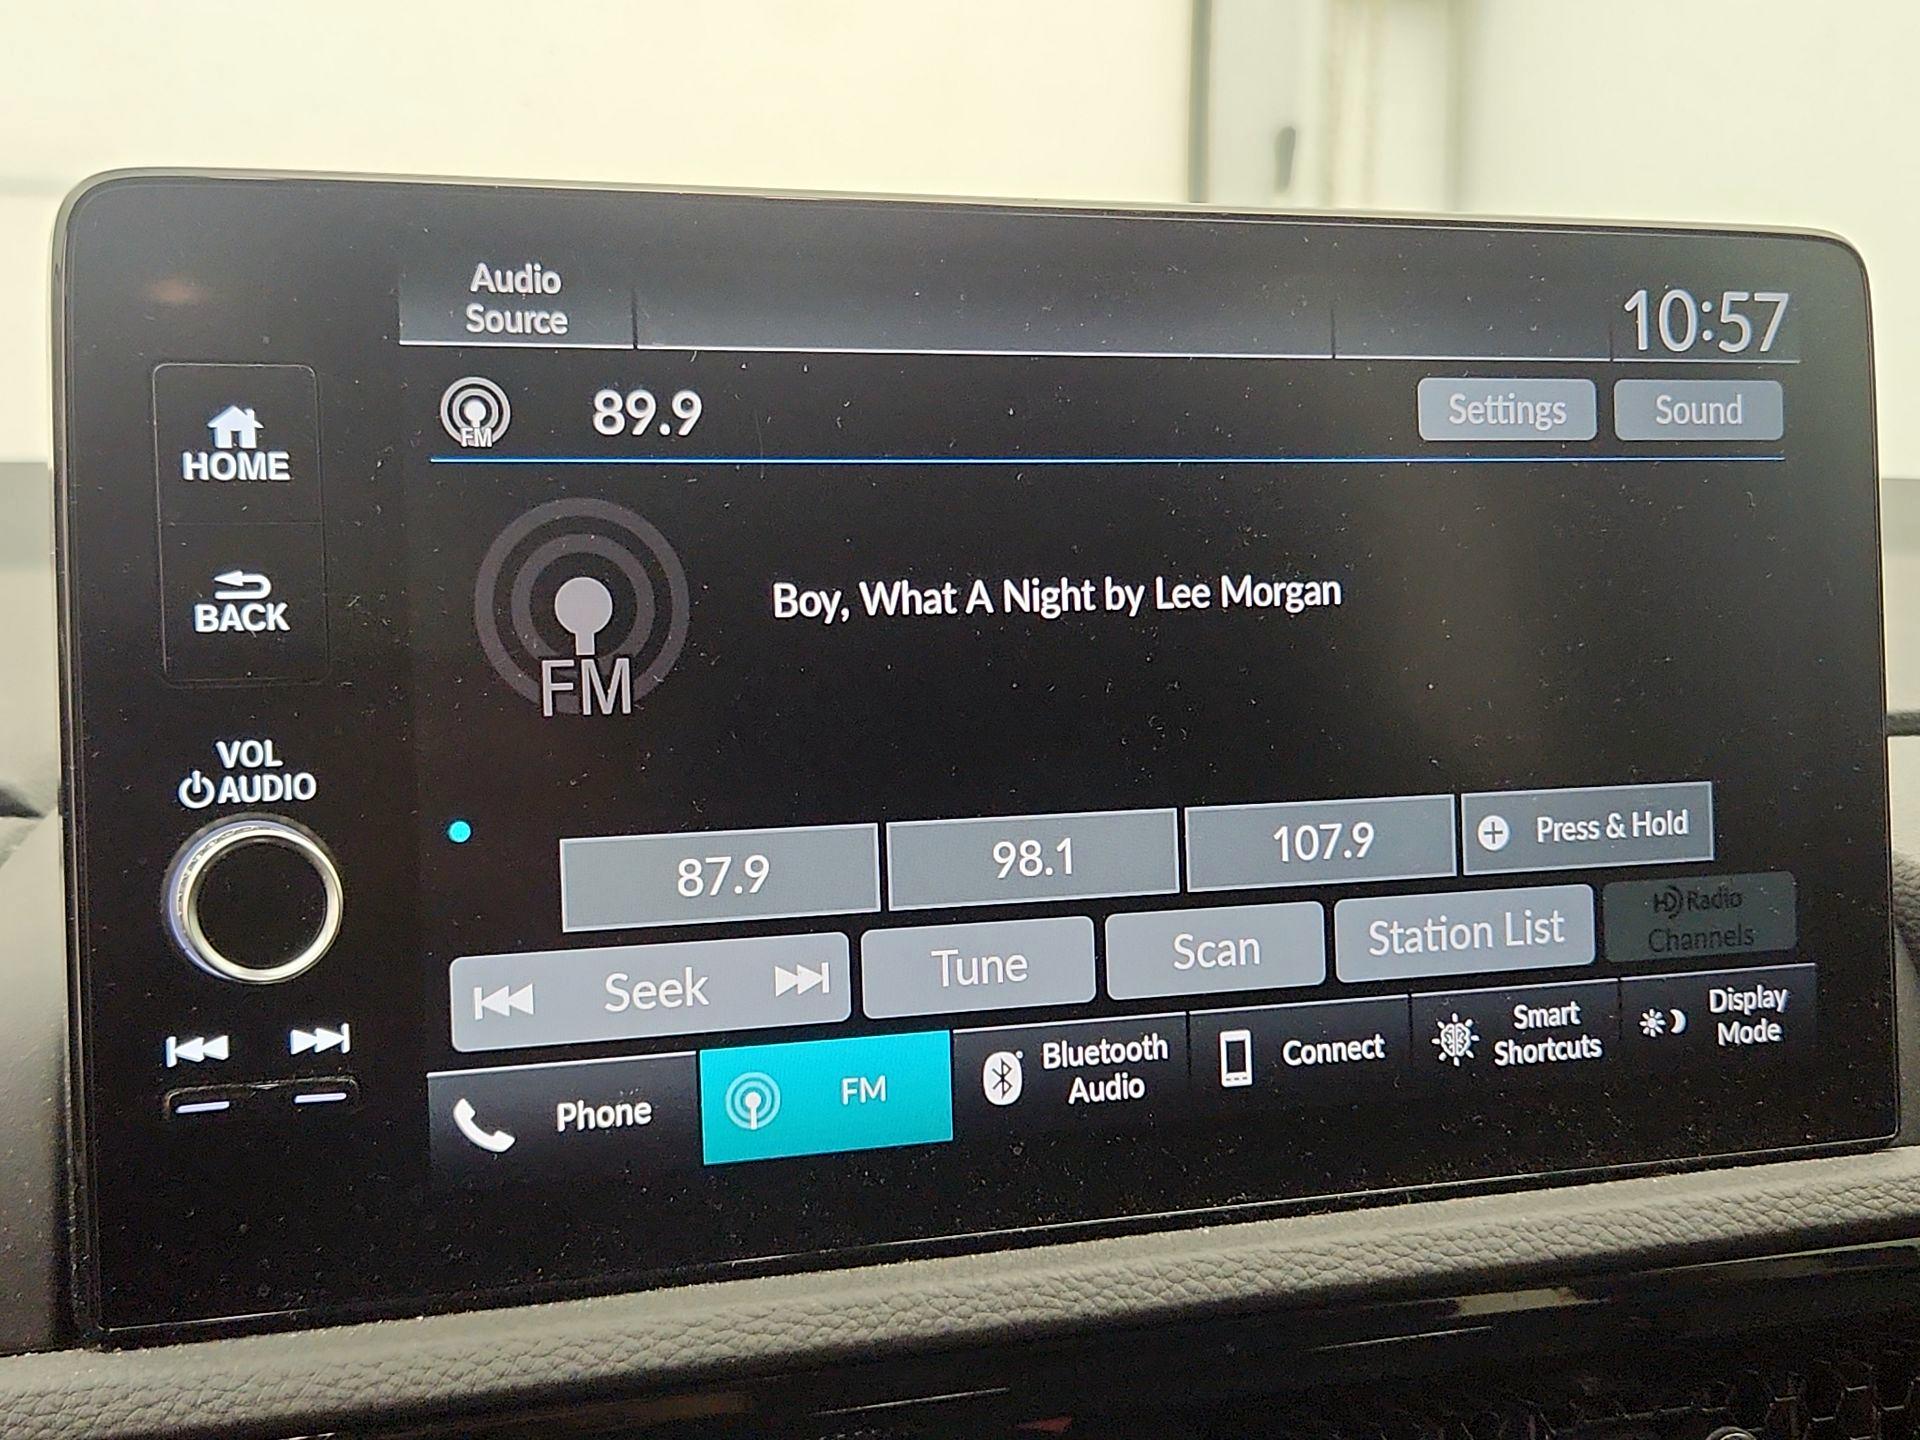 Audio
Source
10:57
FM
89.9
Settings
Sound
HOME
BACK
FM
Boy, What A Night by Lee Morgan
VOL
AUDIO
87.9
98.1
107.9
Press & Hold
Seek
Tune
Scan
Station List
HD Radio
Channels
Phone
FM
Bluetooth
Audio
Connect
Smart
Shortcuts
Display
Mode